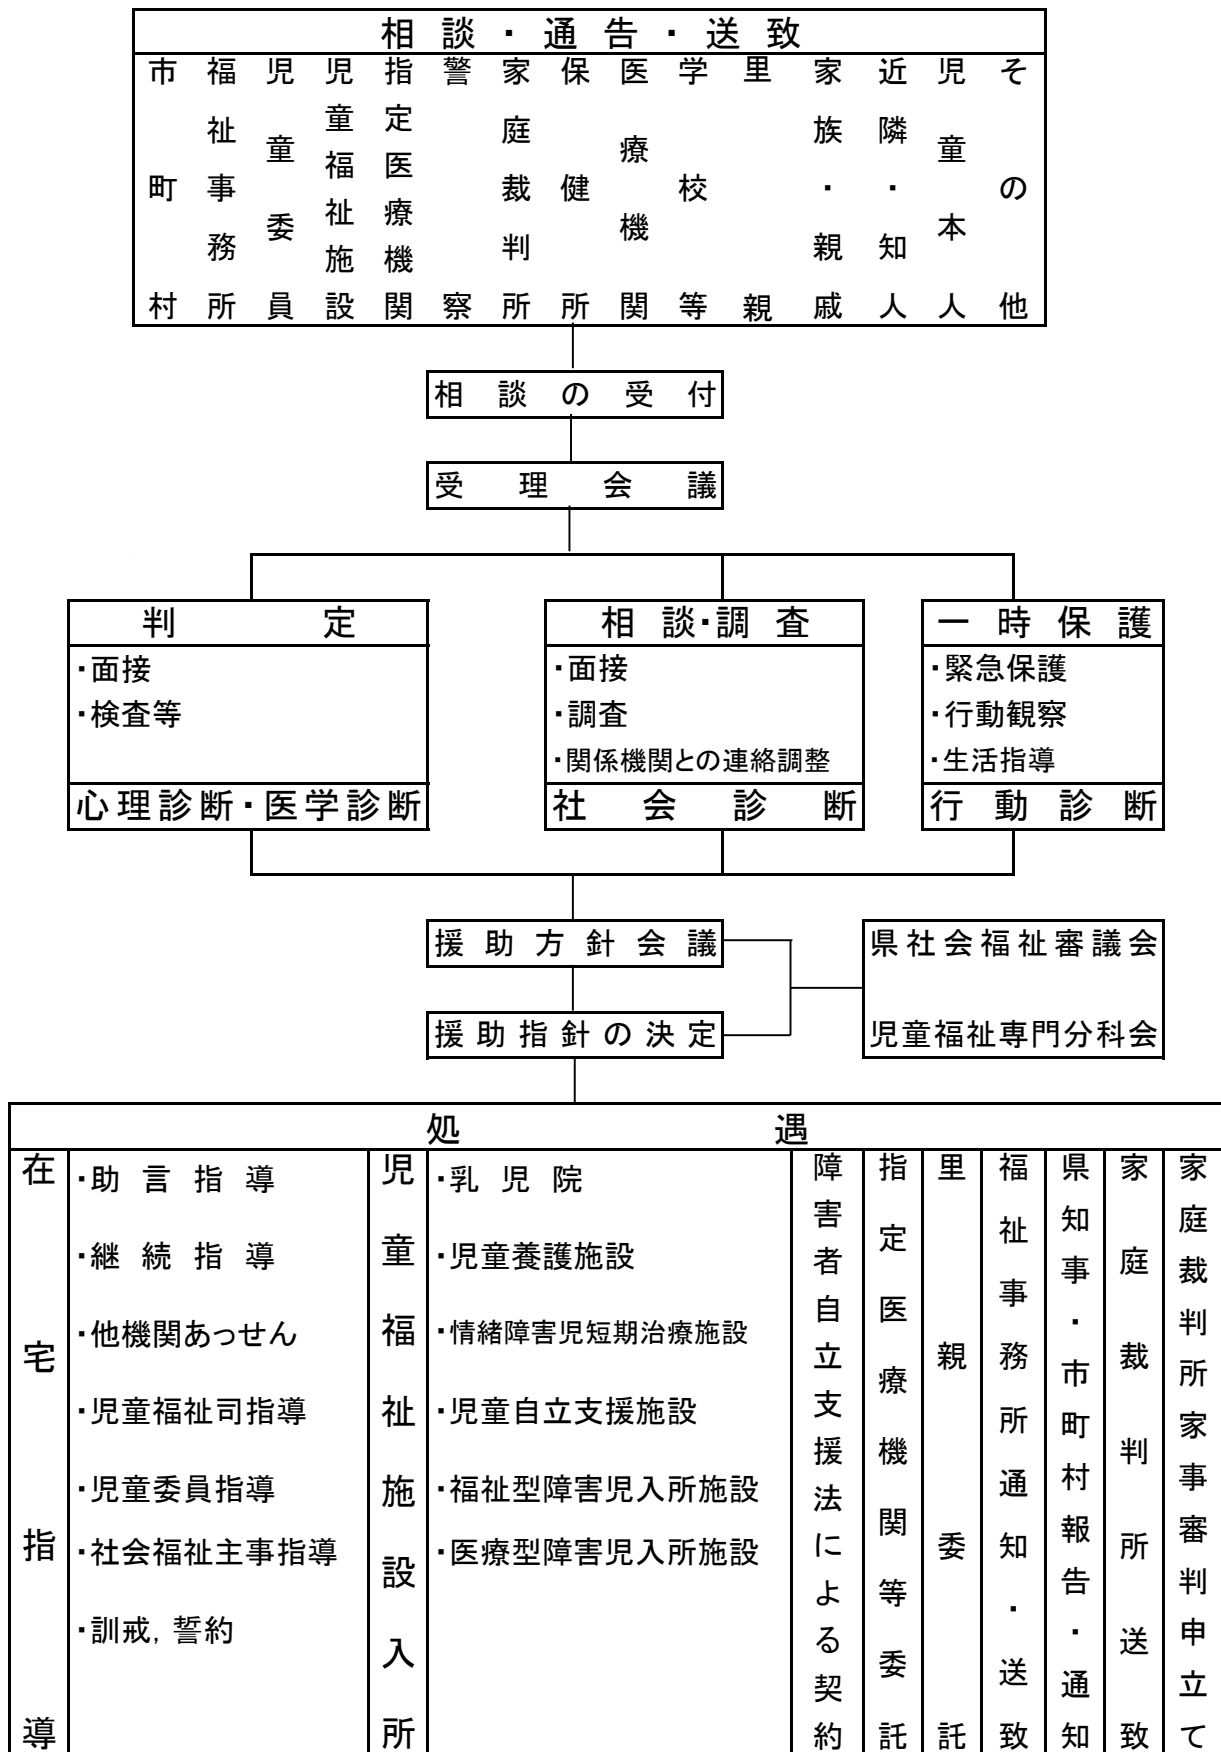 相談・通告・送致
市町村
福祉事務所
児童委員
児童福祉施設
指定医療機関
警察
家庭裁判所
保健所
医療機関
学校等
里親
家族・親戚
近隣・知人
児童本人
その他
相談の受付
受理会議
判定
・面接
・検査等
心理診断・医学診断
相談・調査
・面接
・調査
・関係機関との連絡調整
社会診断
一時保護
・緊急保護
・行動観察
・生活指導
行動診断
援助方針会議
援助指針の決定
県社会福祉審議会
児童福祉専門分科会
処遇
在宅指導
・助言指導
・継続指導
・他機関あっせん
・児童福祉司指導
・児童委員指導
・社会福祉主事指導
・訓戒，誓約
児童福祉施設入所
・乳児院
・児童養護施設
・情緒障害児短期治療施設
・児童自立支援施設
・福祉型障害児入所施設
・医療型障害児入所施設
障害者自立支援法による契約
指定医療機関等委託
里親委託
福祉事務所通知・送致
県知事・市町村報告・通知
家庭裁判所送致
家庭裁判所家事審判申立て